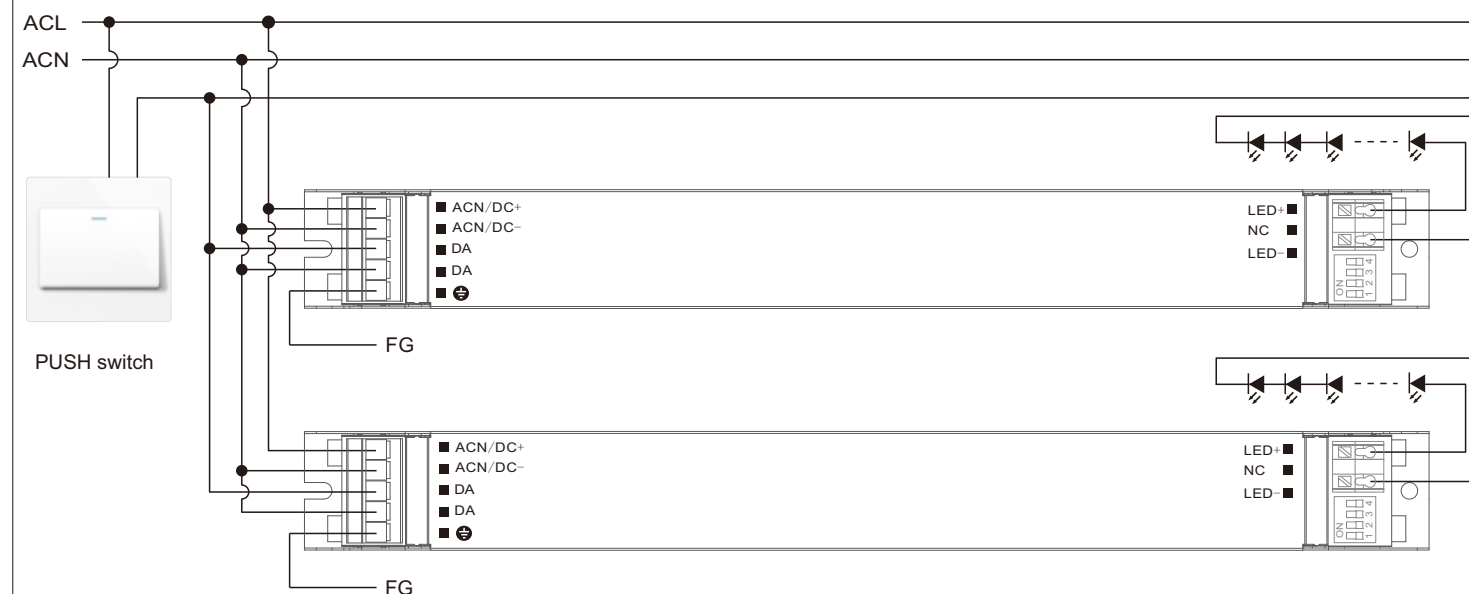 ACL
ACN
PUSH switch
ACN/DC+
ACN/DC-
DA
DA
FG
LED+
NC
LED-
ON
1 2 3 4
ACN/DC+
ACN/DC-
DA
DA
FG
LED+
NC
LED-
ON
1 2 3 4